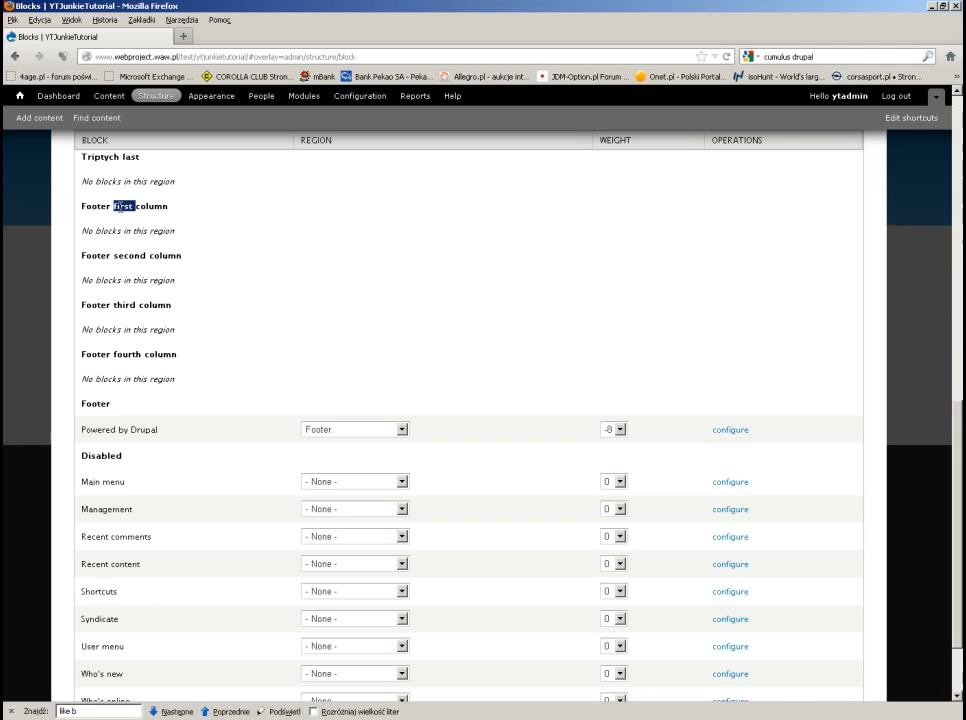 Blocks | YTJunkieTutorial - Mozilla Firefox
Plik Edycja Widok Historia Zakładki Narzędzia Pomoc
Blocks | YTJunkieTutorial
www.webproject.waw.pl/test/ytjunkietutorial/#overlay=admin/structure/block
cumulus drupal
4age.pl - forum poświ... Microsoft Exchange ... COROLLA CLUB Stron... mBank Bank Pekao SA - Peka... Allegro.pl - aukcje int... JDM-Option.pl Forum ... Onet.pl - Polski Portal... isoHunt - World's larg... corsasport.pl • Stron... »
Dashboard Content Structure Appearance People Modules Configuration Reports Help Hello ytadmin Log out
Add content Find content Edit shortcuts
BLOCK REGION WEIGHT OPERATIONS
Triptych last
No blocks in this region
Footer first column
No blocks in this region
Footer second column
No blocks in this region
Footer third column
No blocks in this region
Footer fourth column
No blocks in this region
Footer
Powered by Drupal Footer -8 configure
Disabled
Main menu - None - 0 configure
Management - None - 0 configure
Recent comments - None - 0 configure
Recent content - None - 0 configure
Shortcuts - None - 0 configure
Syndicate - None - 0 configure
User menu - None - 0 configure
Who's new - None - 0 configure
Who's online - None - 0 configure
Znajdź: like b Następne Poprzednie Podświetl Rozróżniaj wielkość liter